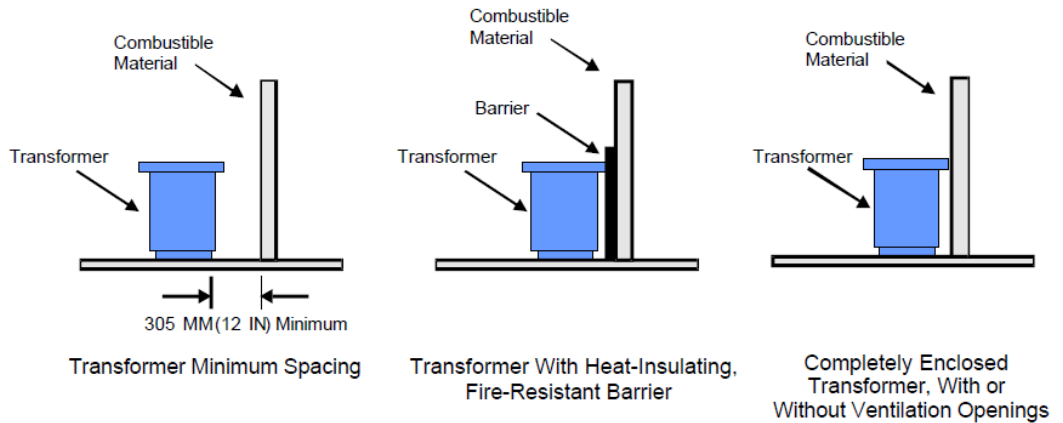 Combustible
Material
Transformer
305 MM(12 IN) Minimum
Transformer Minimum Spacing
Combustible
Material
Barrier
Transformer
Transformer With Heat-Insulating,
Fire-Resistant Barrier
Combustible
Material
Transformer
Completely Enclosed
Transformer, With or
Without Ventilation Openings